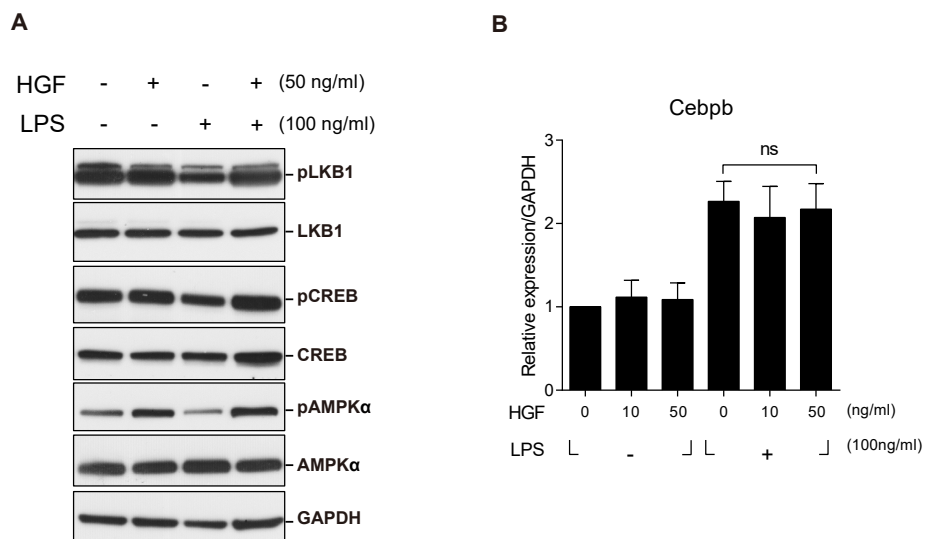 A
HGF - + - + (50 ng/ml)
LPS - - + + (100 ng/ml)
pLKB1
LKB1
pCREB
CREB
pAMPKα
AMPKα
GAPDH
B
Cebpb
Relative expression/GAPDH
3
2
1
0
ns
HGF 0 10 50 0 10 50 (ng/ml)
LPS - + (100ng/ml)